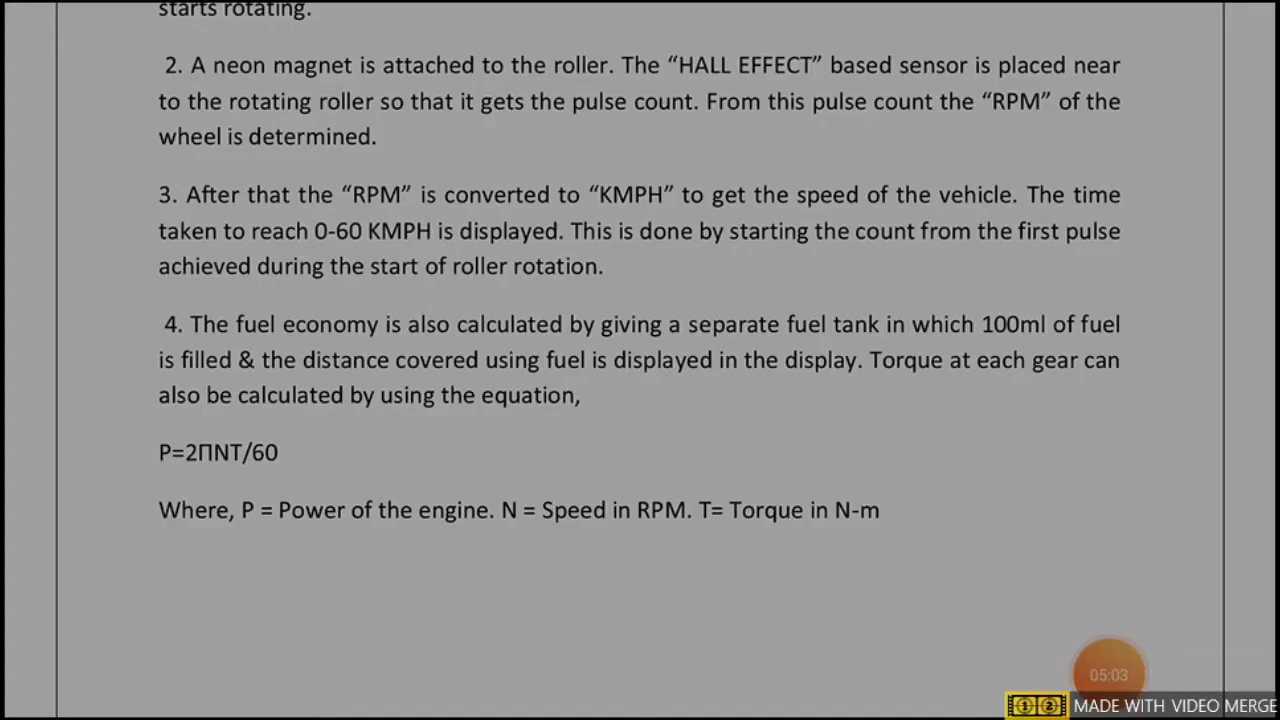 starts rotating.
2. A neon magnet is attached to the roller. The “HALL EFFECT” based sensor is placed near
to the rotating roller so that it gets the pulse count. From this pulse count the “RPM” of the
wheel is determined.
3. After that the “RPM” is converted to “KMPH” to get the speed of the vehicle. The time
taken to reach 0-60 KMPH is displayed. This is done by starting the count from the first pulse
achieved during the start of roller rotation.
4. The fuel economy is also calculated by giving a separate fuel tank in which 100ml of fuel
is filled & the distance covered using fuel is displayed in the display. Torque at each gear can
also be calculated by using the equation,
P=2ΠNT/60
Where, P = Power of the engine. N = Speed in RPM. T= Torque in N-m
05:03
1 2 MADE WITH VIDEO MERGE